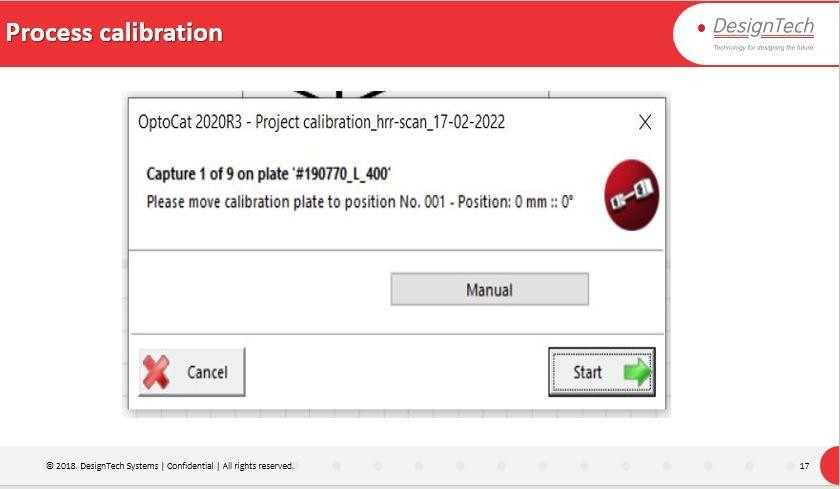 Process calibration
DesignTech
Technology for designing the future
OptoCat 2020R3 - Project calibration_hrr-scan_17-02-2022
X
Capture 1 of 9 on plate '#190770_L_400'
Please move calibration plate to position No. 001 - Position: 0 mm :: 0°
Manual
Cancel
Start
© 2018. DesignTech Systems | Confidential | All rights reserved.
17